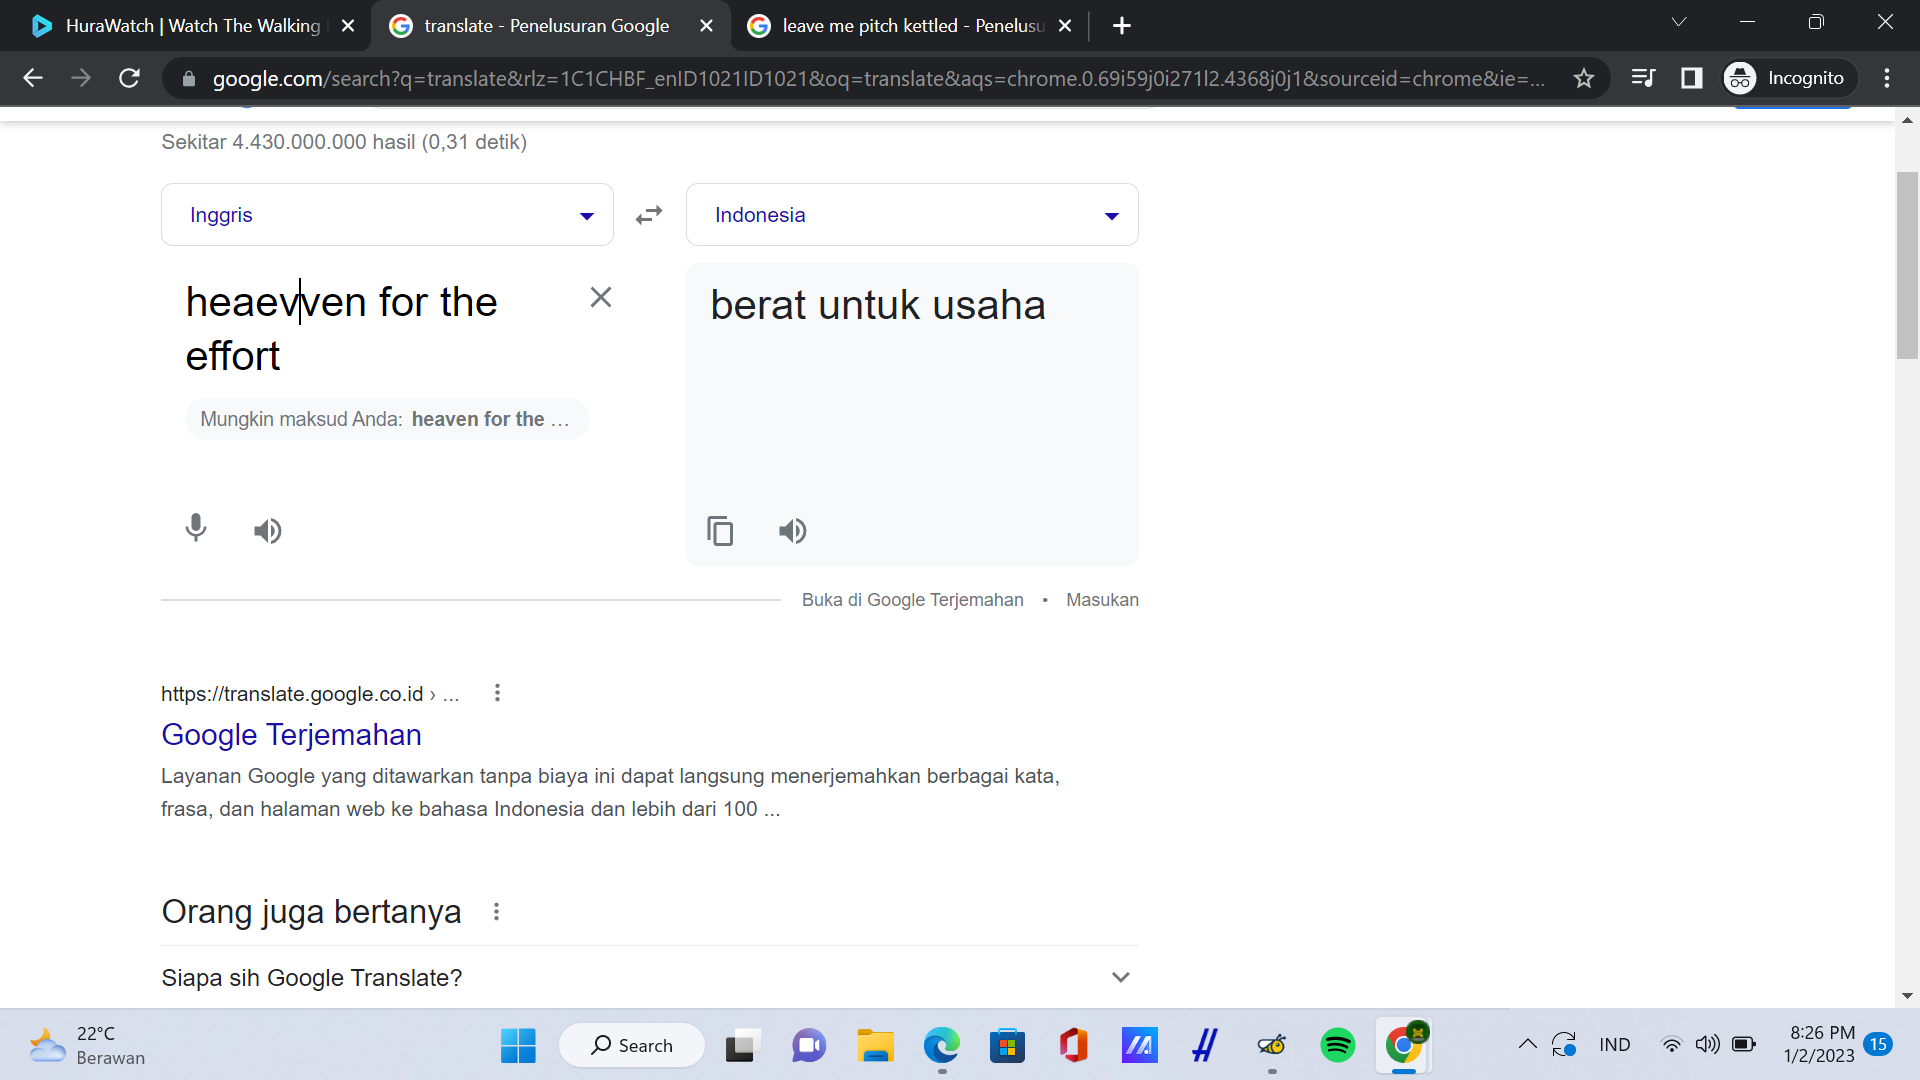 HuraWatch | Watch The Walking
translate - Penelusuran Google
leave me pitch kettled - Penelusu
google.com/search?q=translate&rlz=1C1CHBF_enID1021ID1021&oq=translate&aqs=chrome.0.69i59j0i271l2.4368j0j1&sourceid=chrome&ie=...
Incognito
Sekitar 4.430.000.000 hasil (0,31 detik)
Inggris
Indonesia
heaevven for the
effort
berat untuk usaha
Mungkin maksud Anda: heaven for the ...
Buka di Google Terjemahan • Masukan
https://translate.google.co.id › ...
Google Terjemahan
Layanan Google yang ditawarkan tanpa biaya ini dapat langsung menerjemahkan berbagai kata,
frasa, dan halaman web ke bahasa Indonesia dan lebih dari 100 ...
Orang juga bertanya
Siapa sih Google Translate?
22°C
Berawan
Search
IND
8:26 PM
1/2/2023
15